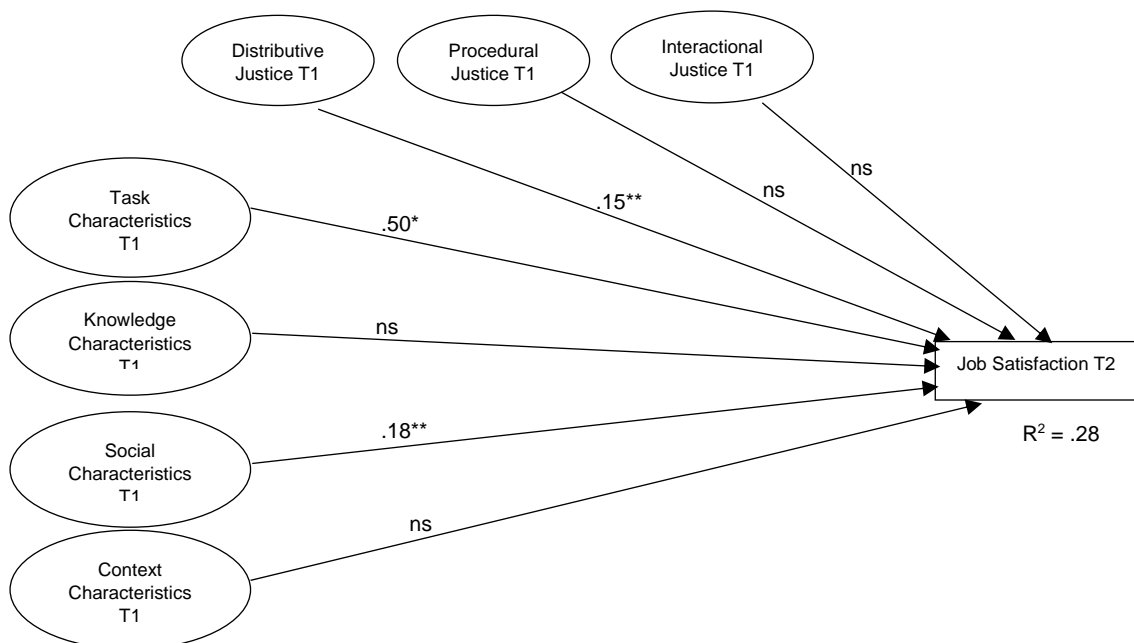 Distributive
Justice T1
Procedural
Justice T1
Interactional
Justice T1
ns
ns
.15**
Task
Characteristics
T1
.50*
Knowledge
Characteristics
T1
ns
Job Satisfaction T2
R² = .28
Social
Characteristics
T1
.18**
ns
Context
Characteristics
T1